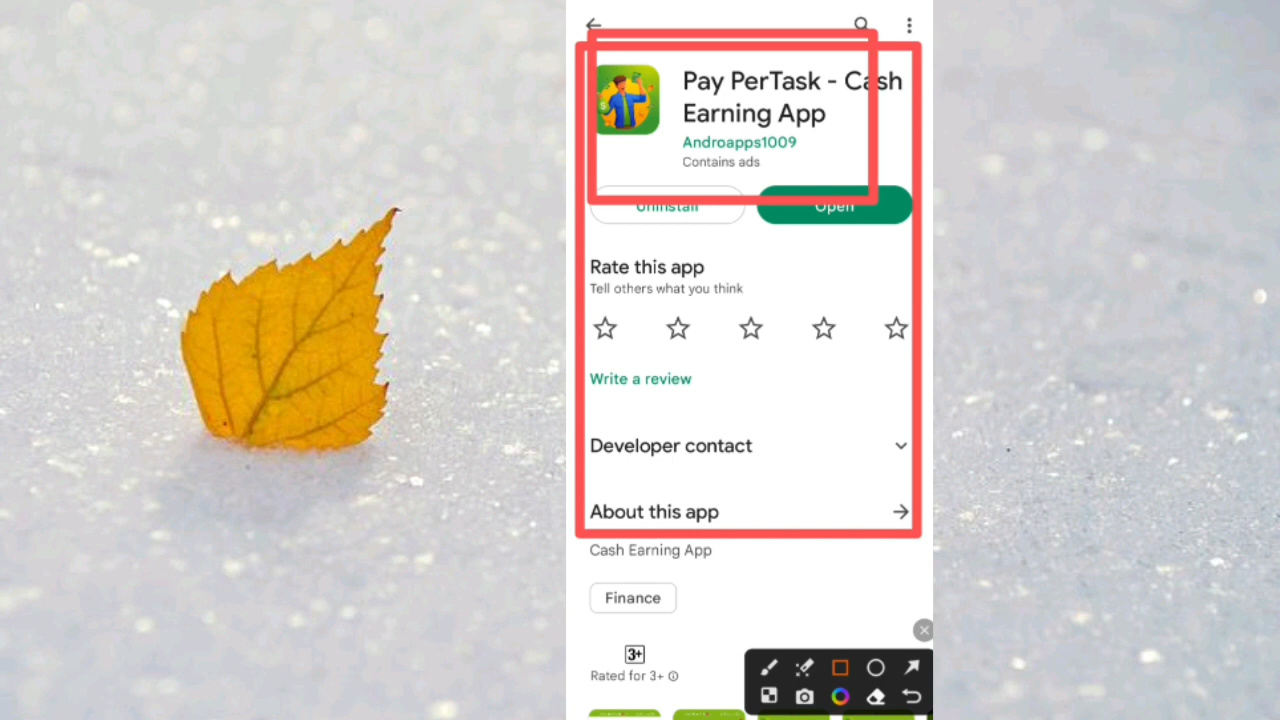 Pay PerTask - Cash
Earning App
Androapps1009
Contains ads
Uninstall
Open
Rate this app
Tell others what you think
Write a review
Developer contact
About this app
Cash Earning App
Finance
3+
Rated for 3+